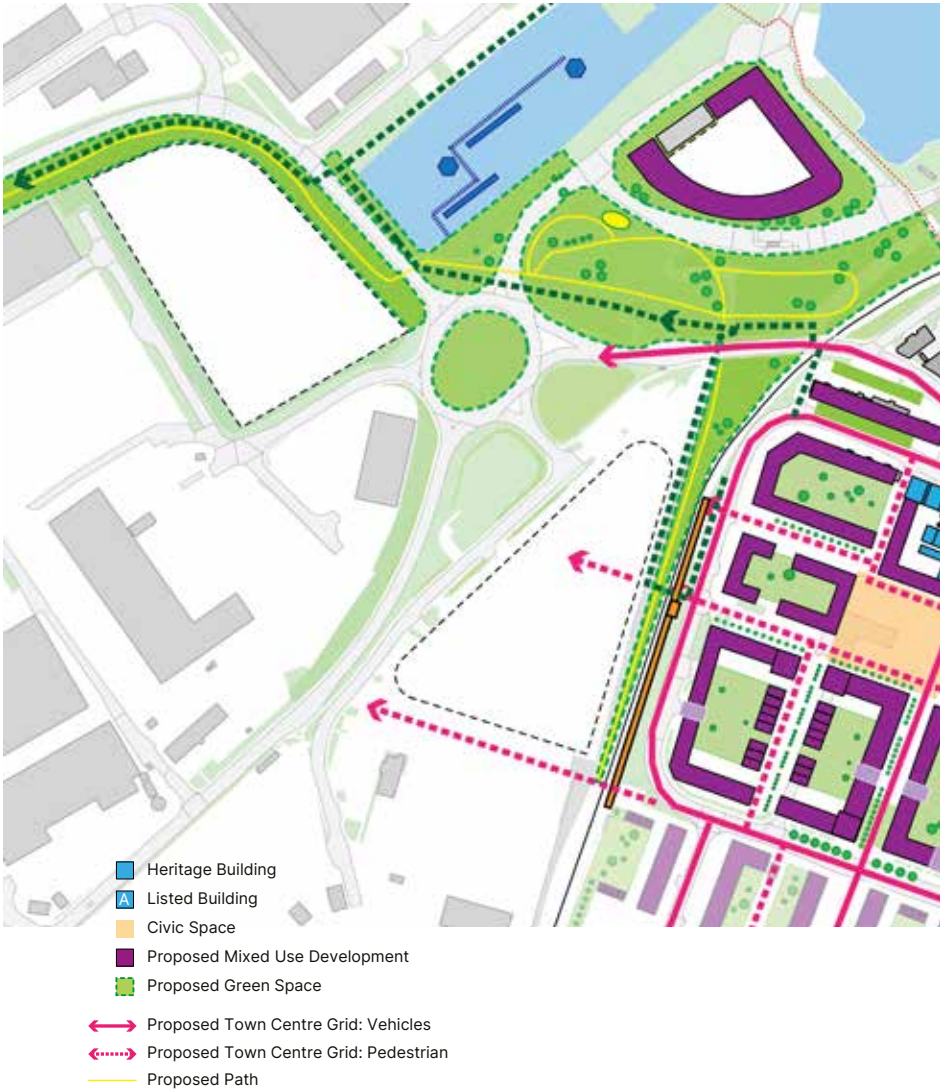 Heritage Building
A Listed Building
Civic Space
Proposed Mixed Use Development
Proposed Green Space
Proposed Town Centre Grid: Vehicles
Proposed Town Centre Grid: Pedestrian
Proposed Path